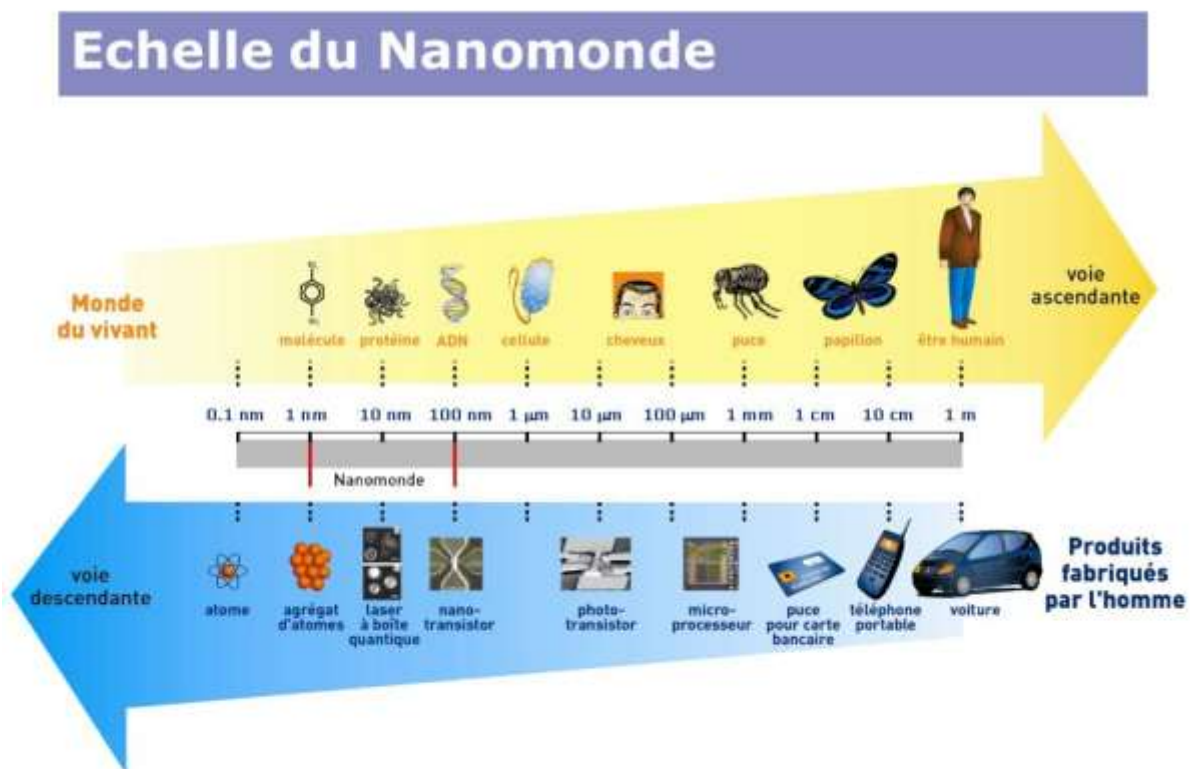 Echelle du Nanomonde
Monde
du vivant
molécule
protéine
ADN
cellule
cheveux
puce
papillon
être humain
voie
ascendante
0.1 nm 1 nm 10 nm 100 nm 1 µm 10 µm 100 µm 1 mm 1 cm 10 cm 1 m
Nanomonde
voie
descendante
atome
agrégat
d'atomes
laser
à boîte
quantique
nano-
transistor
photo-
transistor
micro-
processeur
puce
pour carte
bancaire
téléphone
portable
voiture
Produits
fabriqués
par l'homme